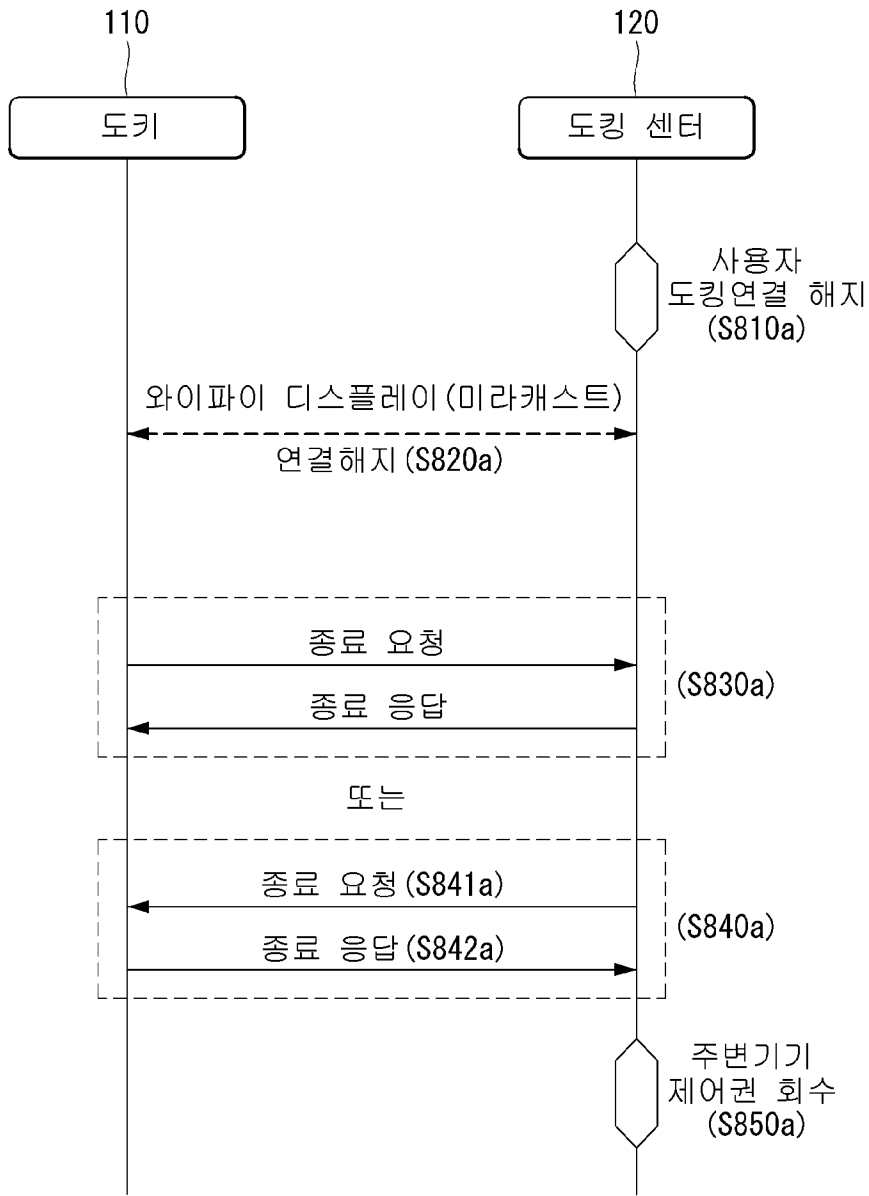 110
120
도키
도킹 센터
사용자
도킹연결 해지
(S810a)
와이파이 디스플레이(미라캐스트)
연결해지(S820a)
종료 요청
(S830a)
종료 응답
또는
종료 요청(S841a)
(S840a)
종료 응답(S842a)
주변기기
제어권 회수
(S850a)